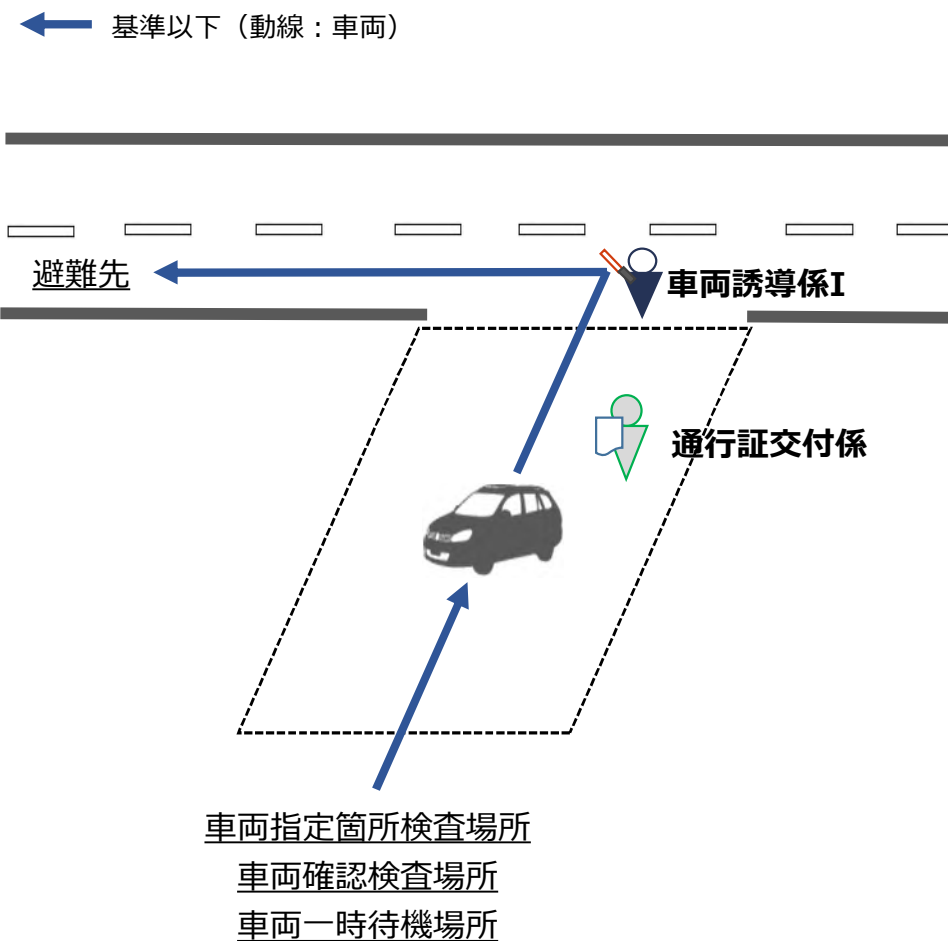 基準以下（動線：車両）
避難先
車両誘導係I
通行証交付係
車両指定箇所検査場所
車両確認検査場所
車両一時待機場所